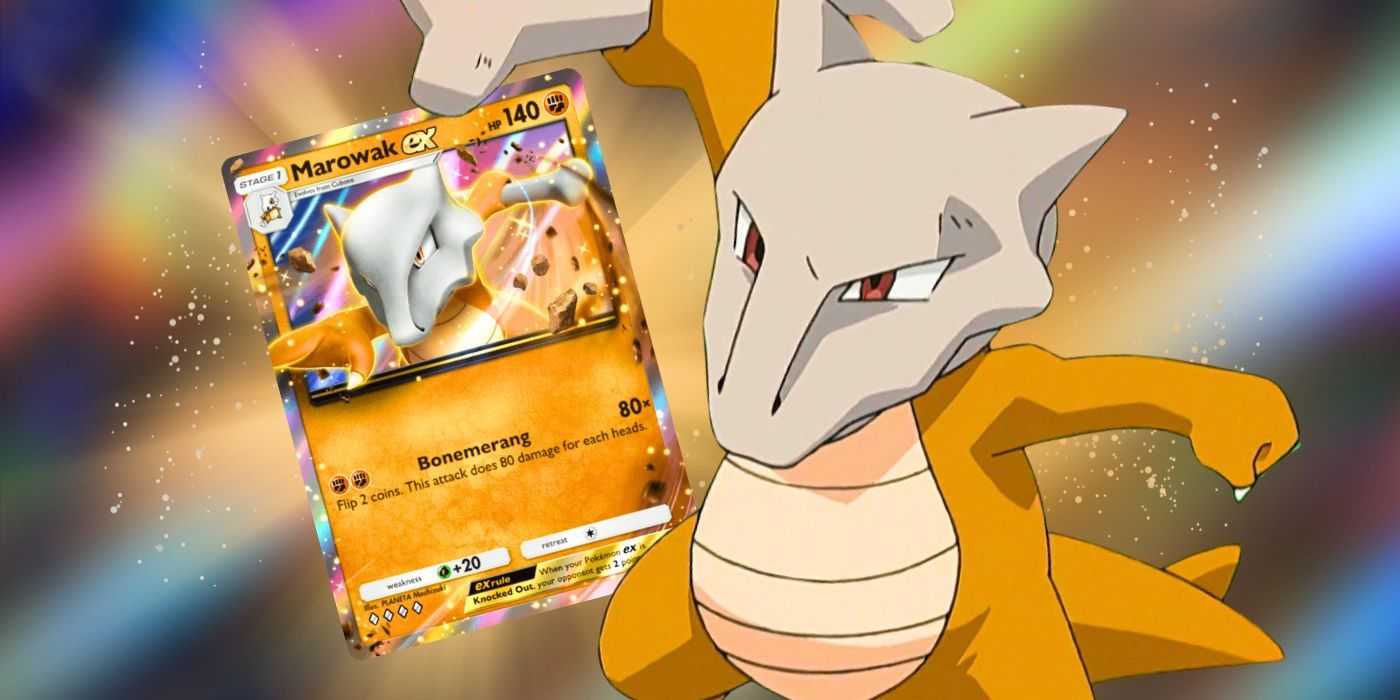 STAGE 1
Marowak ex
HP 140
Evolves from Cubone
Bonemerang
80×
Flip 2 coins. This attack does 80 damage for each heads.
weakness +20
retreat
Illus. PLANETA Mochizuki
ex rule
When your Pokémon ex is
Knocked Out, your opponent gets 2